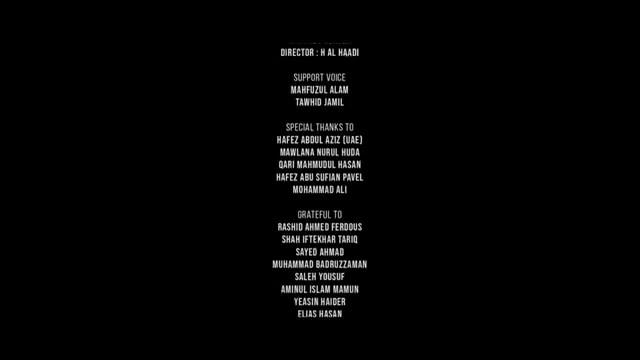 DIRECTOR : H AL HAADI
SUPPORT VOICE
MAHFUZUL ALAM
TAWHID JAMIL
SPECIAL THANKS TO
HAFEZ ABDUL AZIZ (UAE)
MAWLANA NURUL HUDA
QARI MAHMUDUL HASAN
HAFEZ ABU SUFIAN PAVEL
MOHAMMAD ALI
GRATEFUL TO
RASHID AHMED FERDOUS
SHAH IFTEKHAR TARIQ
SAYED AHMAD
MUHAMMAD BADRUZZAMAN
SALEH YOUSUF
AMINUL ISLAM MAMUN
YEASIN HAIDER
ELIAS HASAN